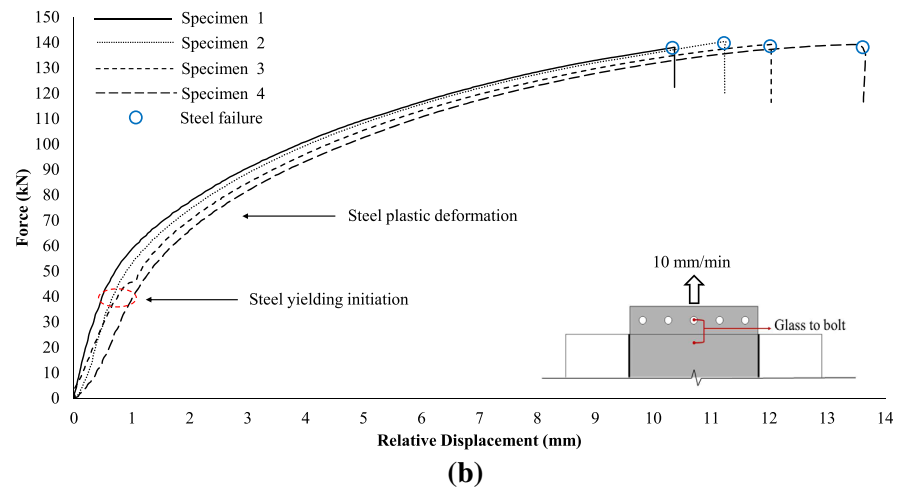 150
140
130
120
110
100
90
80
70
60
50
40
30
20
10
0
Force (kN)
Specimen 1
Specimen 2
Specimen 3
Specimen 4
Steel failure
Steel plastic deformation
Steel yielding initiation
10 mm/min
Glass to bolt
0 1 2 3 4 5 6 7 8 9 10 11 12 13 14
Relative Displacement (mm)
(b)